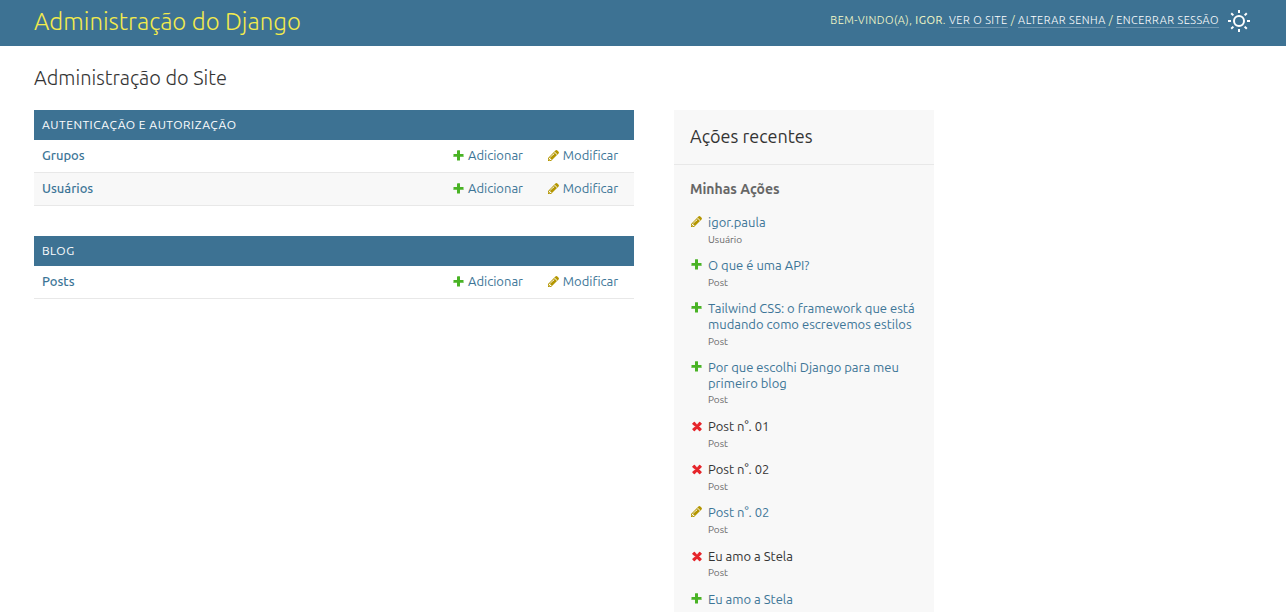 Administração do Django
BEM-VINDO(A), IGOR. VER O SITE / ALTERAR SENHA / ENCERRAR SESSÃO
Administração do Site
AUTENTICAÇÃO E AUTORIZAÇÃO
Grupos Adicionar Modificar
Usuários Adicionar Modificar
BLOG
Posts Adicionar Modificar
Ações recentes
Minhas Ações
igor.paula
Usuário
O que é uma API?
Post
Tailwind CSS: o framework que está
mudando como escrevemos estilos
Post
Por que escolhi Django para meu
primeiro blog
Post
Post n°. 01
Post
Post n°. 02
Post
Post n°. 02
Post
Eu amo a Stela
Post
Eu amo a Stela